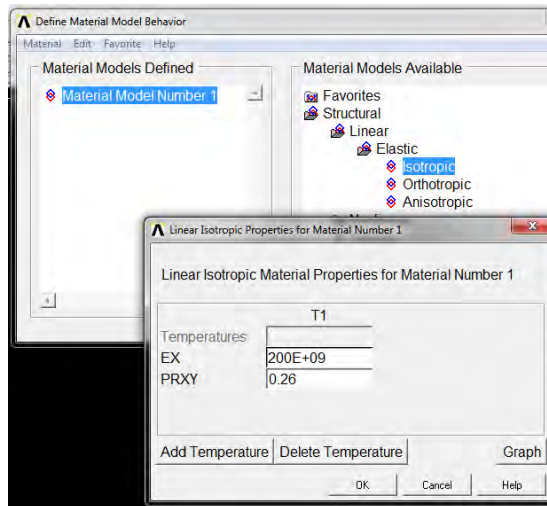 Define Material Model Behavior
Material Edit Favorite Help
Material Models Defined
Material Model Number 1
Material Models Available
Favorites
Structural
Linear
Elastic
Isotropic
Orthotropic
Anisotropic
Linear Isotropic Properties for Material Number 1
Linear Isotropic Material Properties for Material Number 1
T1
Temperatures
EX 200E+09
PRXY 0.26
Add Temperature Delete Temperature Graph
OK Cancel Help